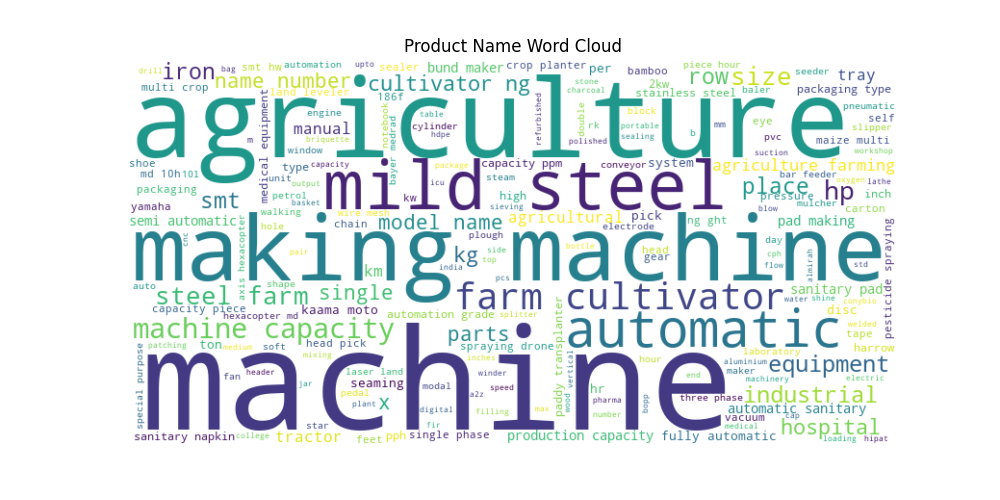 Product Name Word Cloud
drill
iron
bag
smt hw
automation
upto
sealer
bund maker
crop planter
per
bamboo
piece hour
row
size
seeder
tray
multi crop
name number
land leveler
186f
cultivator ng
2kw
stone
charcoal
stainless steel
baler
packaging type
agriculture
engine
notebook
table
hdpe
cylinder
refurbished
double
block
mm
eye
pneumatic
self
slipper
manual
briquette
rk
portable
sealing
polished
b
pvc
maize multi
m
window
bayer medrad
suction
workshop
shoe
medical equipment
type
capacity
package
capacity ppm
conveyor
system
agriculture farming
md 10h
101
unit
icu
steam
bar feeder
oxygen
lathe
mild steel
packaging
output
petrol
kw
sieving
high
place
pressure
mulcher
hp
inch
yamaha
smt
basket
walking
wire mesh
blow
carton
semi automatic
hole
chain
model name
agricultural
pick
electrode
ng ght
pad making
making machine
cnc
axis hexacopter
pair
plough
side
top
bottle
head
gear
day
cph
flow
almirah
std
pesticide spraying
kg
india
km
pcs
auto
shape
steel farm
single
farm cultivator
water
shine
sanitary pad
conybio
capacity piece
hexacopter md
kaama moto
automation grade
splitter
disc
welded
tape
machine capacity
parts
automatic
patching
ton
medium
soft
head pick
mixing
spraying drone
inches
hour
laboratory
harrow
machine
special purpose
fan
header
laser land
seaming
modal
winder
speed
paddy transplanter
vertical
wood
aluminium
maker
machinery
equipment
electric
jar
pedal
a2z
hr
end
x
plant
digital
filling
max
pharma
number
bopp
three phase
industrial
automatic sanitary
star
fir
vacuum
cap
medical
hospital
sanitary napkin
college
tractor
feet
pph
single phase
production capacity
fully automatic
loading
hipat